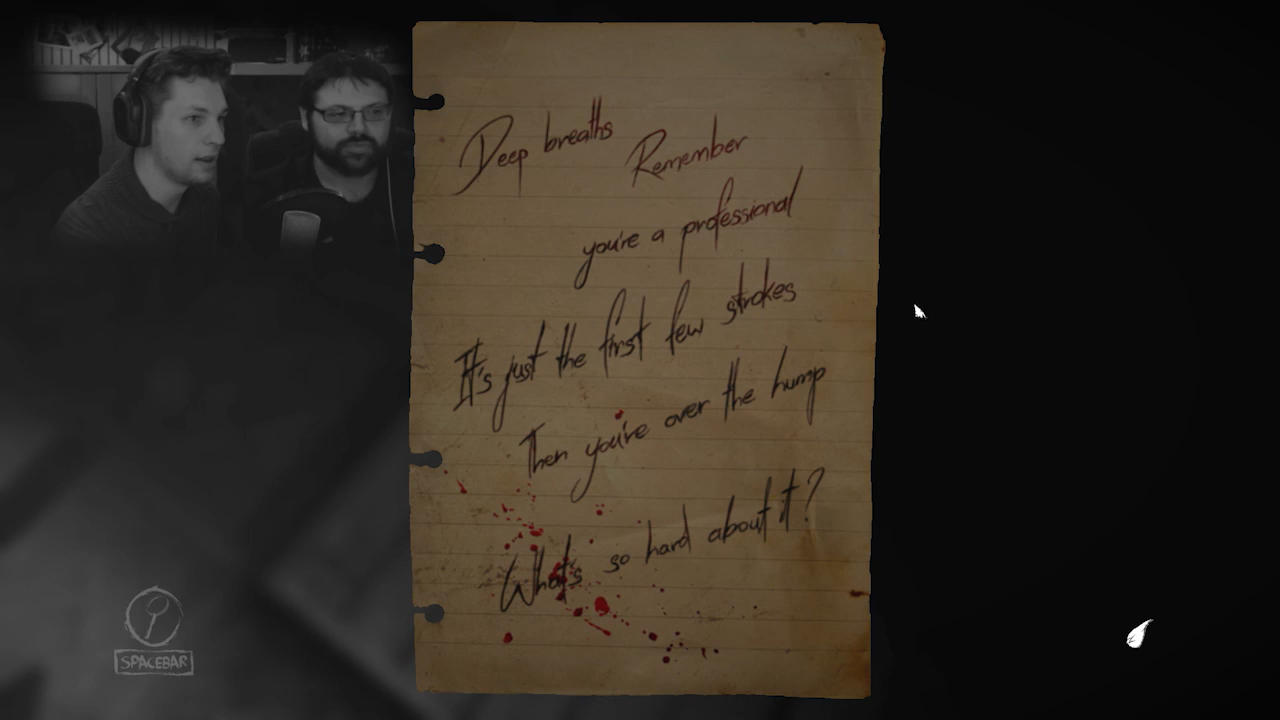 Deep breaths
Remember
you're a professional
It's just the first few strokes
Then you're over the hump
What's so hard about it?
SPACEBAR